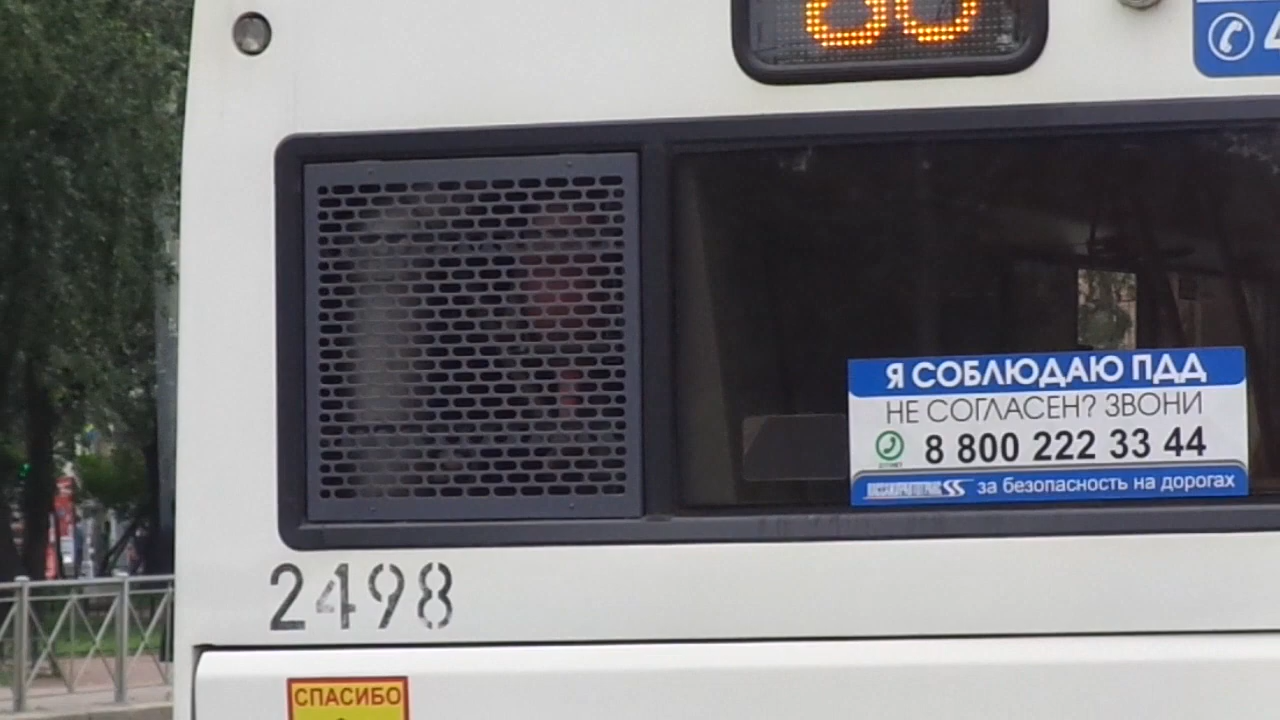 Я СОБЛЮДАЮ ПДД
НЕ СОГЛАСЕН? ЗВОНИ
8 800 222 33 44
за безопасность на дорогах
2498
СПАСИБО